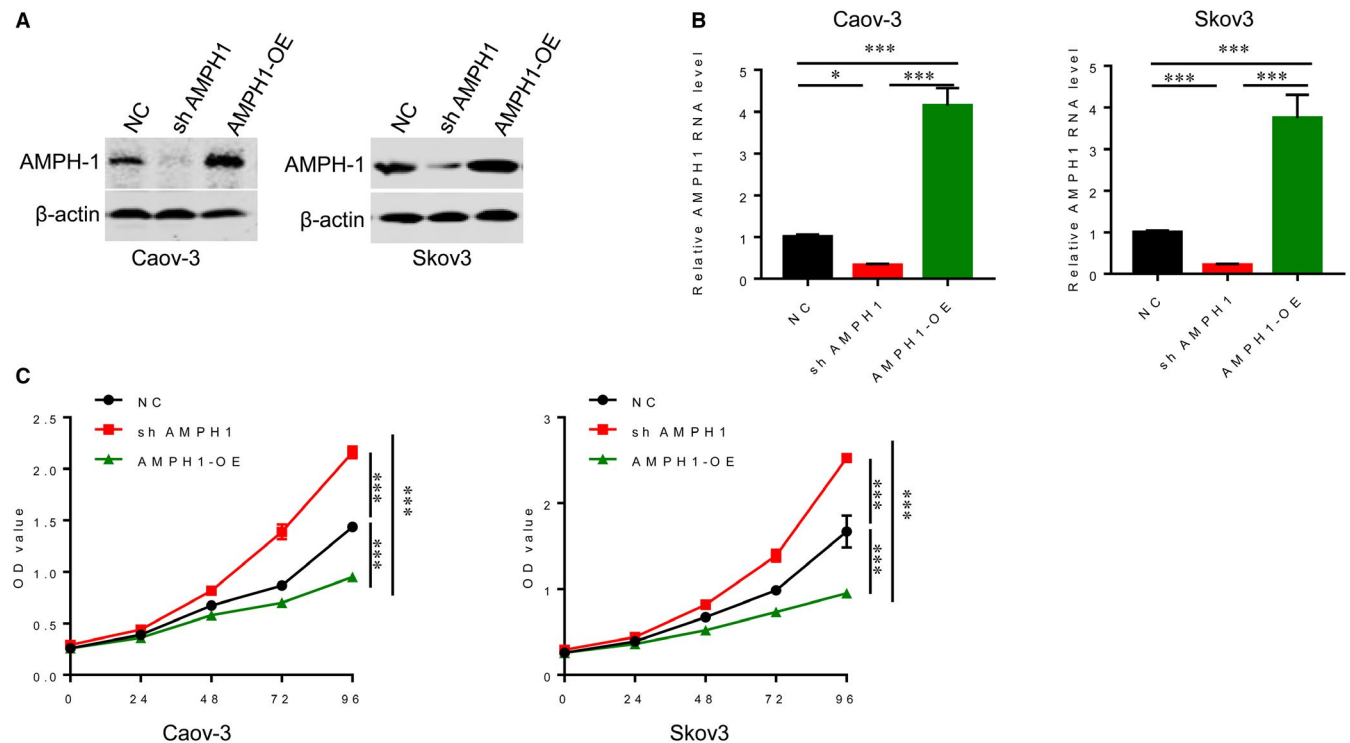 A
NC
sh AMPH1
AMPH1-OE
AMPH-1
β-actin
Caov-3
NC
sh AMPH1
AMPH1-OE
AMPH-1
β-actin
Skov3
B
Caov-3
***
*
***
Relative AMPH1 RNA level
5
4
3
2
1
0
NC
sh AMPH1
AMPH1-OE
Skov3
***
***
***
Relative AMPH1 RNA level
5
4
3
2
1
0
NC
sh AMPH1
AMPH1-OE
C
NC
sh AMPH1
AMPH1-OE
OD value
2.5
2.0
1.5
1.0
0.5
0.0
0 24 48 72 96
***
***
***
Caov-3
NC
sh AMPH1
AMPH1-OE
OD value
3
2
1
0
0 24 48 72 96
***
***
***
Skov3